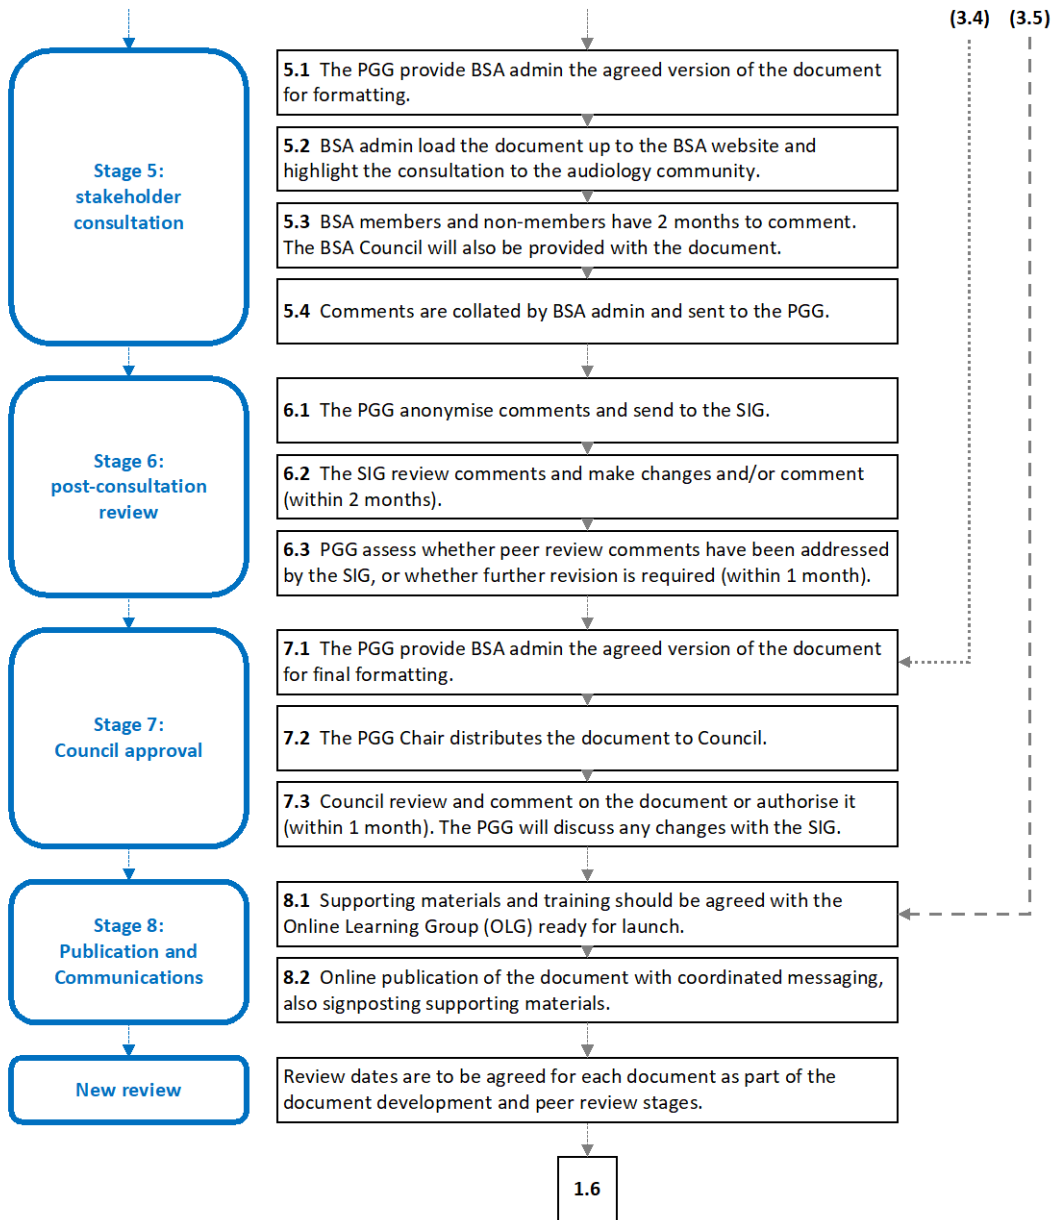 (3.4) (3.5)
5.1 The PGG provide BSA admin the agreed version of the document
for formatting.
5.2 BSA admin load the document up to the BSA website and
highlight the consultation to the audiology community.
Stage 5:
stakeholder
consultation
5.3 BSA members and non-members have 2 months to comment.
The BSA Council will also be provided with the document.
5.4 Comments are collated by BSA admin and sent to the PGG.
6.1 The PGG anonymise comments and send to the SIG.
Stage 6:
post-consultation
review
6.2 The SIG review comments and make changes and/or comment
(within 2 months).
6.3 PGG assess whether peer review comments have been addressed
by the SIG, or whether further revision is required (within 1 month).
7.1 The PGG provide BSA admin the agreed version of the document
for final formatting.
Stage 7:
Council approval
7.2 The PGG Chair distributes the document to Council.
7.3 Council review and comment on the document or authorise it
(within 1 month). The PGG will discuss any changes with the SIG.
Stage 8:
Publication and
Communications
8.1 Supporting materials and training should be agreed with the
Online Learning Group (OLG) ready for launch.
8.2 Online publication of the document with coordinated messaging,
also signposting supporting materials.
New review
Review dates are to be agreed for each document as part of the
document development and peer review stages.
1.6